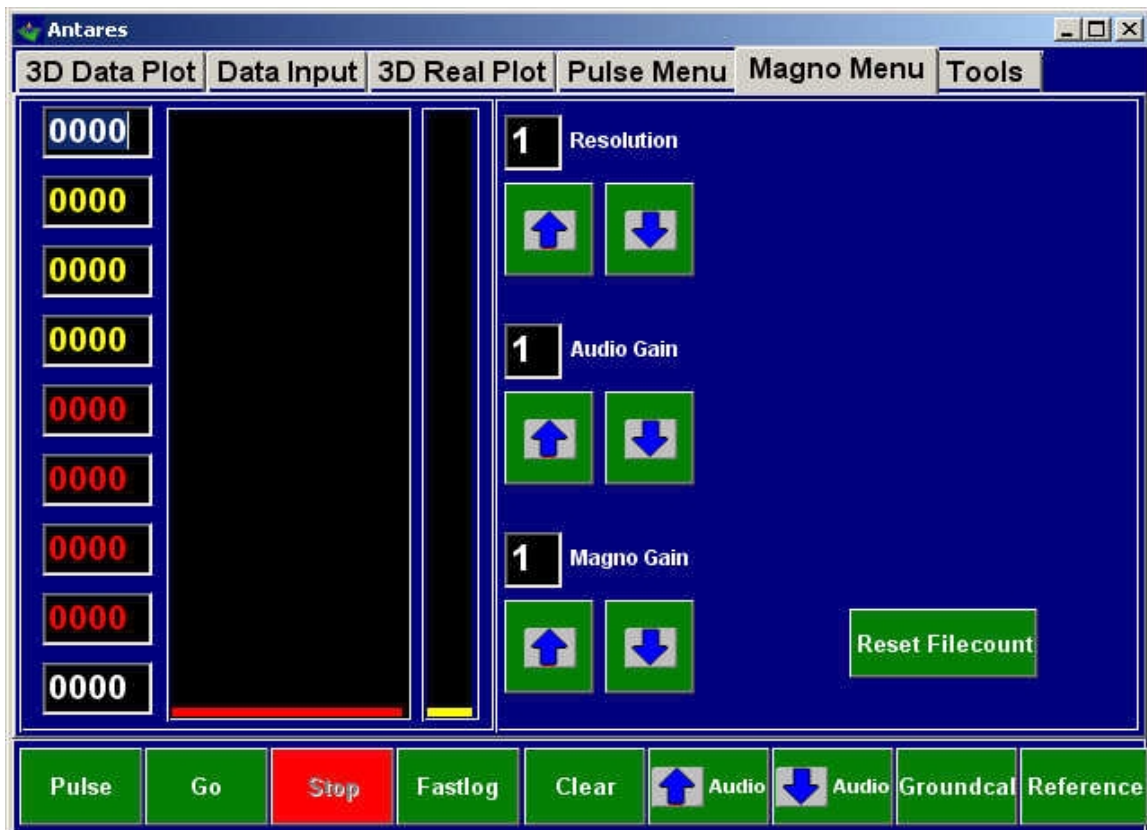 Antares
3D Data Plot Data Input 3D Real Plot Pulse Menu Magno Menu Tools
0000
0000
0000
0000
0000
0000
0000
0000
0000
1 Resolution
1 Audio Gain
1 Magno Gain
Reset Filecount
Pulse Go Stop Fastlog Clear Audio Audio Groundcal Reference